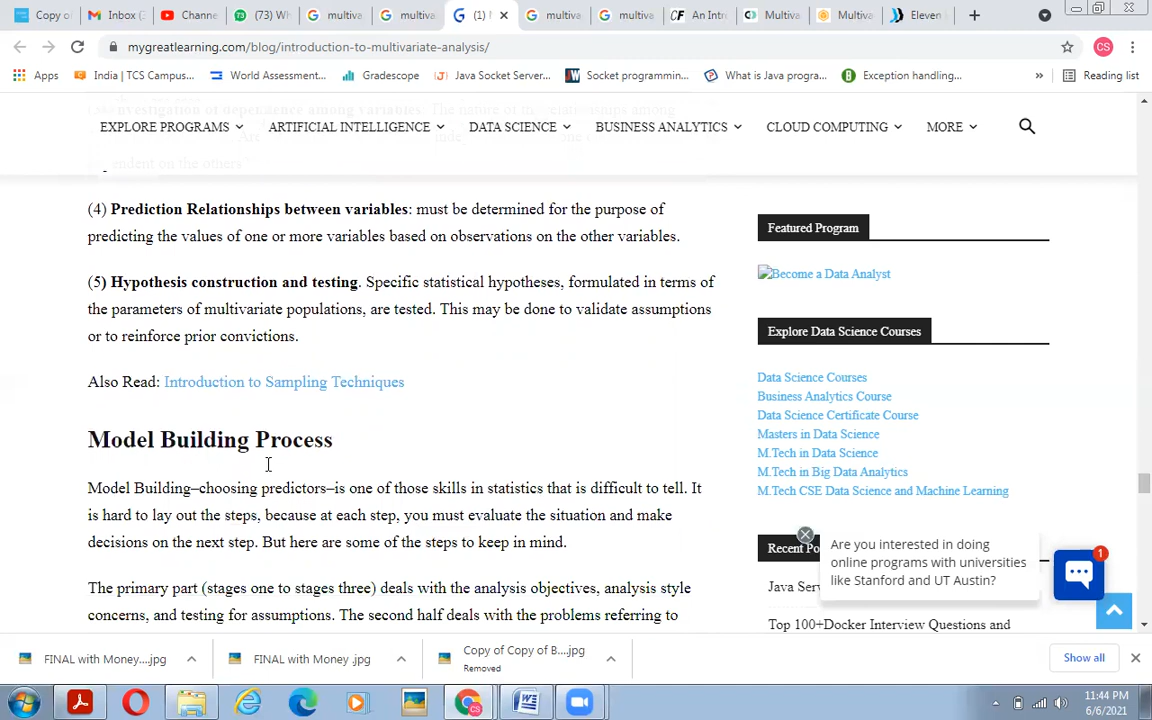 Copy of
Inbox (
Channe
(73) Wh
multiva
multiva
(1) N
multiva
multiva
An Intr
Multiva
Multiva
Eleven
mygreatlearning.com/blog/introduction-to-multivariate-analysis/
CS
Apps
India | TCS Campus...
World Assessment...
Gradescope
Java Socket Server...
Socket programmin...
What is Java progra...
Exception handling...
»
Reading list
EXPLORE PROGRAMS
ARTIFICIAL INTELLIGENCE
DATA SCIENCE
BUSINESS ANALYTICS
CLOUD COMPUTING
MORE
(4) Prediction Relationships between variables: must be determined for the purpose of
predicting the values of one or more variables based on observations on the other variables.
(5) Hypothesis construction and testing. Specific statistical hypotheses, formulated in terms of
the parameters of multivariate populations, are tested. This may be done to validate assumptions
or to reinforce prior convictions.
Also Read: Introduction to Sampling Techniques
Model Building Process
Model Building–choosing predictors–is one of those skills in statistics that is difficult to tell. It
is hard to lay out the steps, because at each step, you must evaluate the situation and make
decisions on the next step. But here are some of the steps to keep in mind.
The primary part (stages one to stages three) deals with the analysis objectives, analysis style
concerns, and testing for assumptions. The second half deals with the problems referring to
Featured Program
Become a Data Analyst
Explore Data Science Courses
Data Science Courses
Business Analytics Course
Data Science Certificate Course
Masters in Data Science
M.Tech in Data Science
M.Tech in Big Data Analytics
M.Tech CSE Data Science and Machine Learning
Recent Po
Java Serv
Top 100+Docker Interview Questions and
Are you interested in doing
online programs with universities
like Stanford and UT Austin?
1
FINAL with Money....jpg
FINAL with Money .jpg
Copy of Copy of B....jpg
Removed
Show all
11:44 PM
6/6/2021